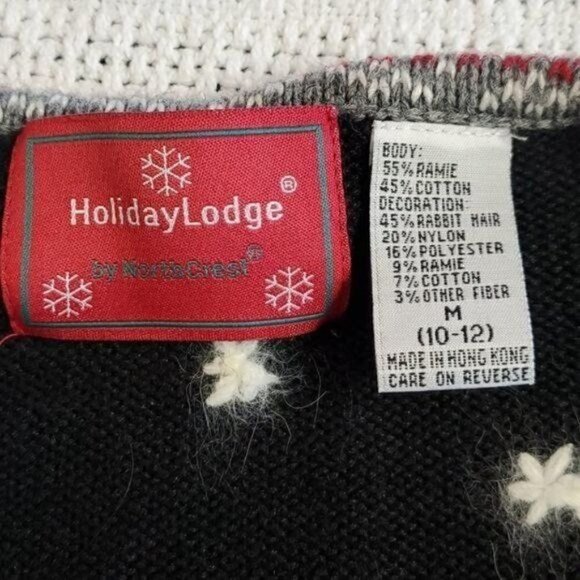 HolidayLodge®
by NorthCrest®
BODY:
55% RAMIE
45% COTTON
DECORATION:
45% RABBIT HAIR
20% NYLON
16% POLYESTER
9% RAMIE
7% COTTON
3% OTHER FIBER
M
(10-12)
MADE IN HONG KONG
CARE ON REVERSE